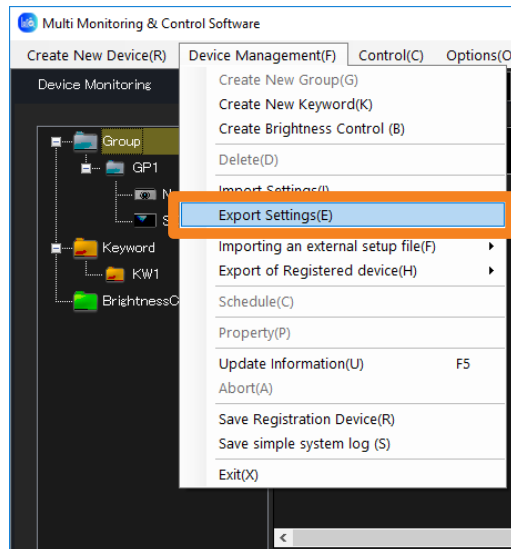 Multi Monitoring & Control Software
Create New Device(R) Device Management(F) Control(C) Options(O
Device Monitoring
Create New Group(G)
Create New Keyword(K)
Create Brightness Control (B)
Delete(D)
Import Settings(I)
Export Settings(E)
Importing an external setup file(F)
Export of Registered device(H)
Schedule(C)
Property(P)
Update Information(U) F5
Abort(A)
Save Registration Device(R)
Save simple system log (S)
Exit(X)
Group
GP1
N
S
Keyword
KW1
BrightnessC